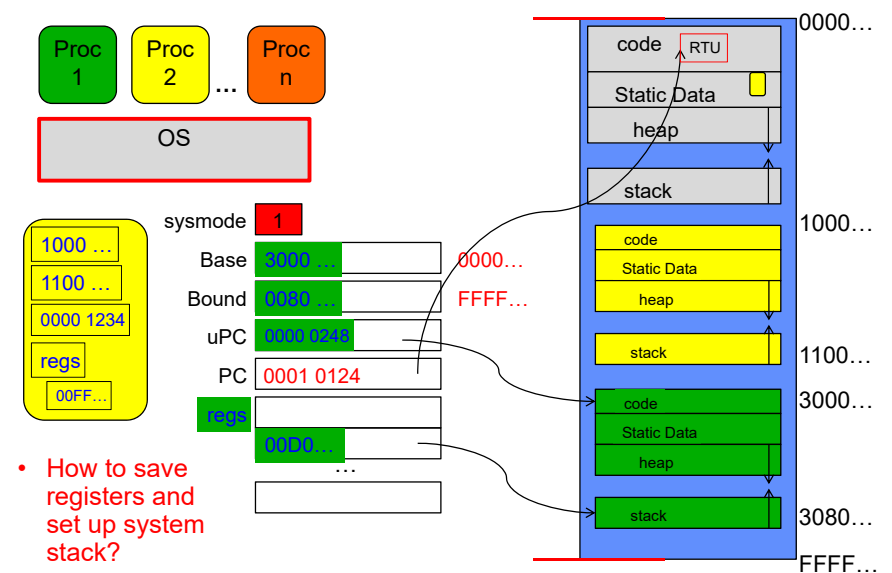 Proc
1
Proc
2
...
Proc
n
OS
1000 …
1100 …
0000 1234
regs
00FF…
sysmode
1
Base
3000 …
0000…
Bound
0080 …
FFFF…
uPC
0000 0248
PC
0001 0124
regs
00D0…
…
• How to save
registers and
set up system
stack?
code
RTU
Static Data
heap
stack
code
Static Data
heap
stack
code
Static Data
heap
stack
0000…
1000…
1100…
3000…
3080…
FFFF…